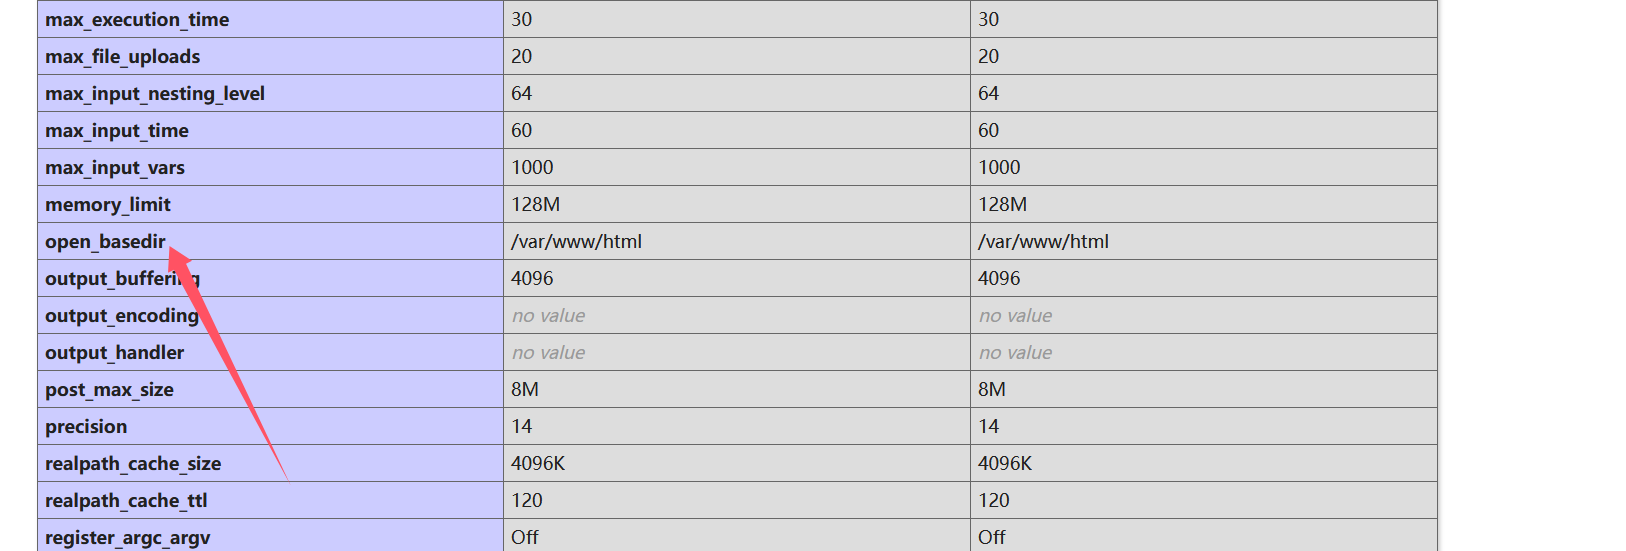 max_execution_time 30 30
max_file_uploads 20 20
max_input_nesting_level 64 64
max_input_time 60 60
max_input_vars 1000 1000
memory_limit 128M 128M
open_basedir /var/www/html /var/www/html
output_buffering 4096 4096
output_encoding no value no value
output_handler no value no value
post_max_size 8M 8M
precision 14 14
realpath_cache_size 4096K 4096K
realpath_cache_ttl 120 120
register_argc_argv Off Off